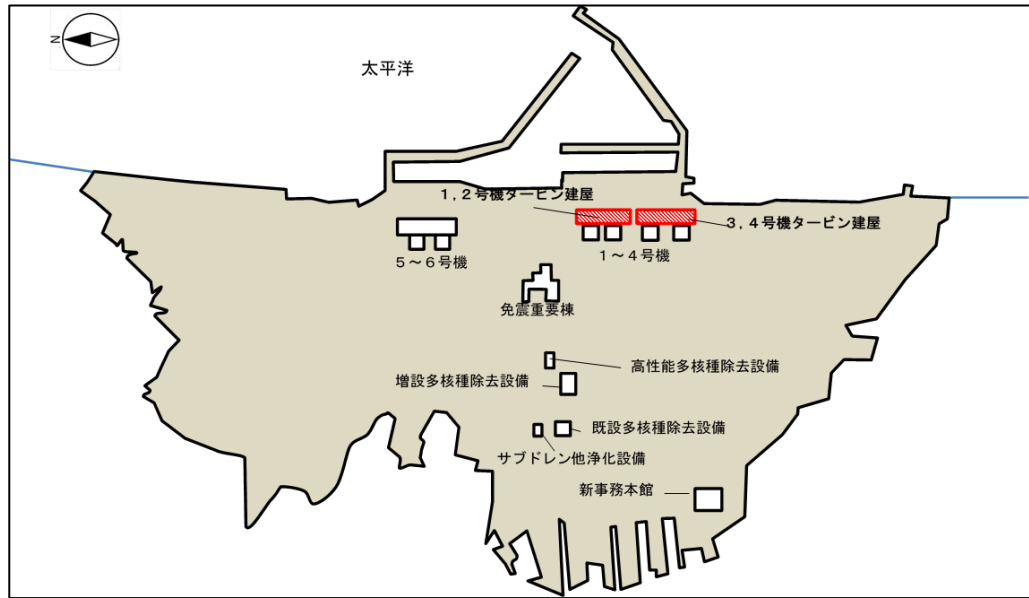 N
太平洋
1,2号機タービン建屋
3,4号機タービン建屋
5～6号機
1～4号機
免震重要棟
高性能多核種除去設備
増設多核種除去設備
既設多核種除去設備
サブドレン他浄化設備
新事務本館